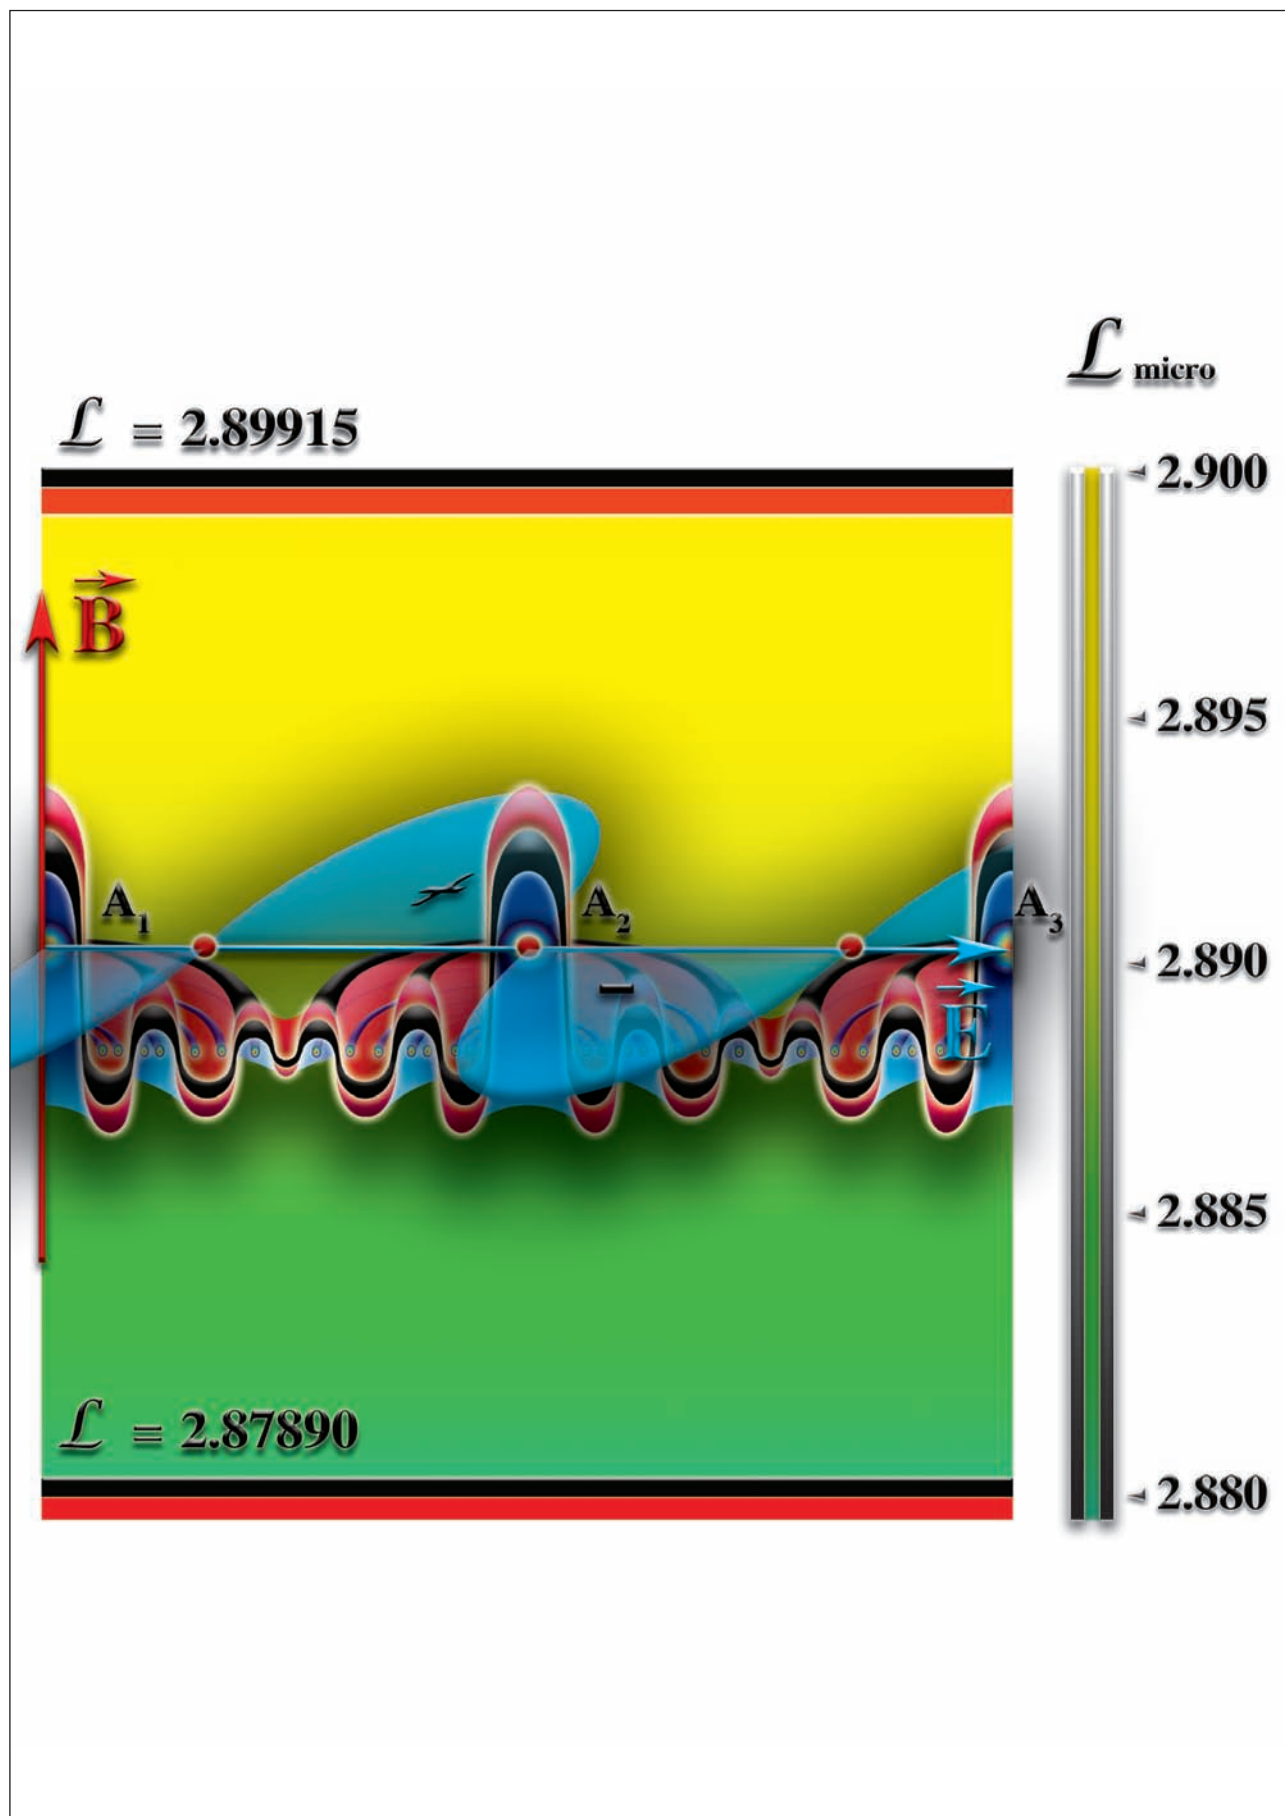 ℒ micro
ℒ = 2.89915
2.900
B
2.895
A1
A2
A3
2.890
E
2.885
ℒ = 2.87890
2.880